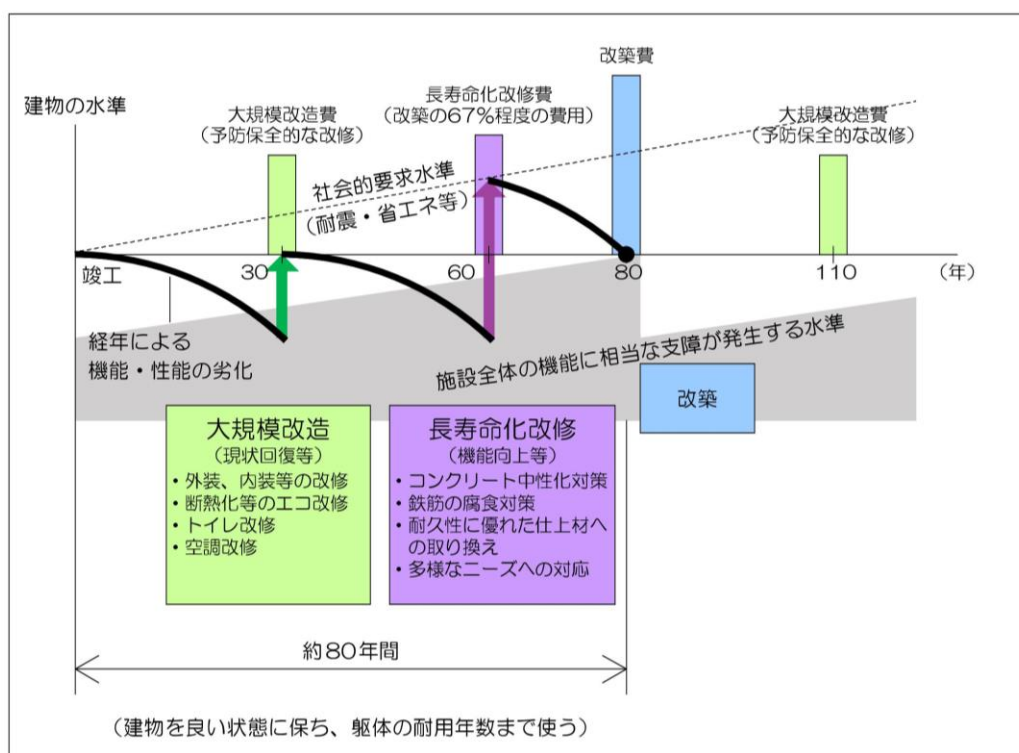 改築費
建物の水準
大規模改造費
(予防保全的な改修)
長寿命化改修費
(改築の67%程度の費用)
大規模改造費
(予防保全的な改修)
社会的要求水準
(耐震・省エネ等)
竣工
30
60
80
110
(年)
経年による
機能・性能の劣化
施設全体の機能に相当な支障が発生する水準
改築
大規模改造
(現状回復等)
・外装、内装等の改修
・断熱化等のエコ改修
・トイレ改修
・空調改修
長寿命化改修
(機能向上等)
・コンクリート中性化対策
・鉄筋の腐食対策
・耐久性に優れた仕上材へ
の取り換え
・多様なニーズへの対応
約80年間
(建物を良い状態に保ち、躯体の耐用年数まで使う)